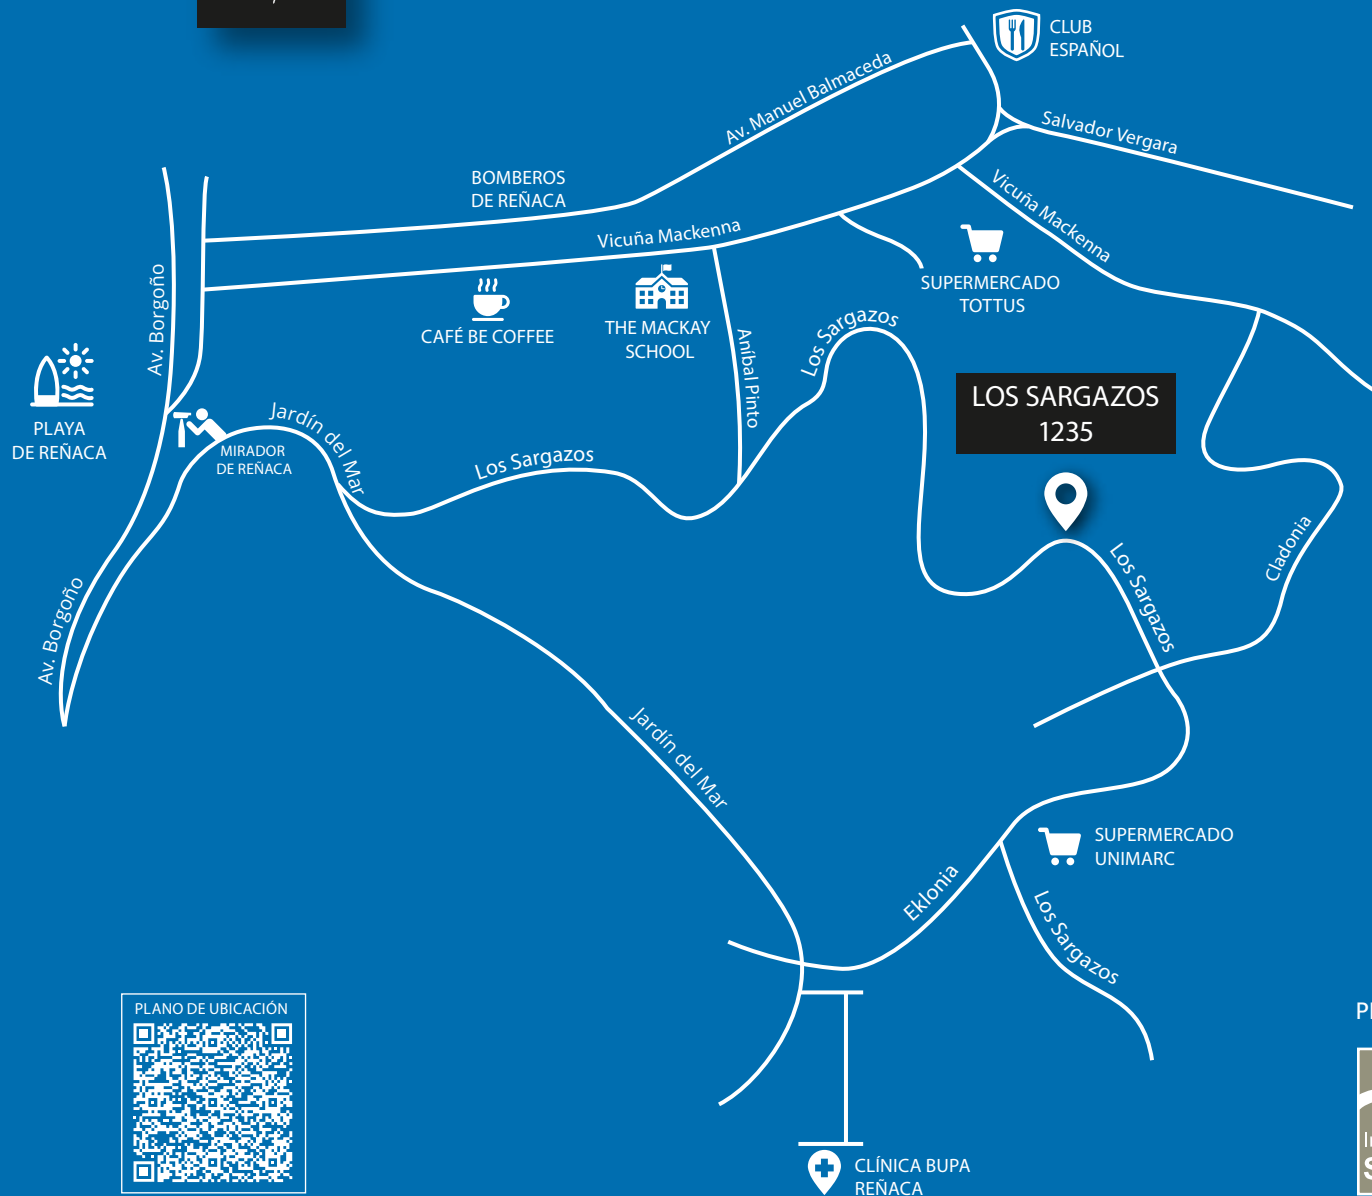 CLUB
ESPAÑOL
Av. Manuel Balmaceda
Salvador Vergara
BOMBEROS
DE REÑACA
Vicuña Mackenna
Vicuña Mackenna
SUPERMERCADO
TOTTUS
Av. Borgoño
CAFÉ BE COFFEE
THE MACKAY
SCHOOL
Aníbal Pinto
Los Sargazos
PLAYA
DE REÑACA
LOS SARGAZOS
1235
Jardín del Mar
MIRADOR
DE REÑACA
Los Sargazos
Cladonia
Los Sargazos
Av. Borgoño
Jardín del Mar
SUPERMERCADO
UNIMARC
Eklonia
Los Sargazos
PLANO DE UBICACIÓN
CLÍNICA BUPA
REÑACA